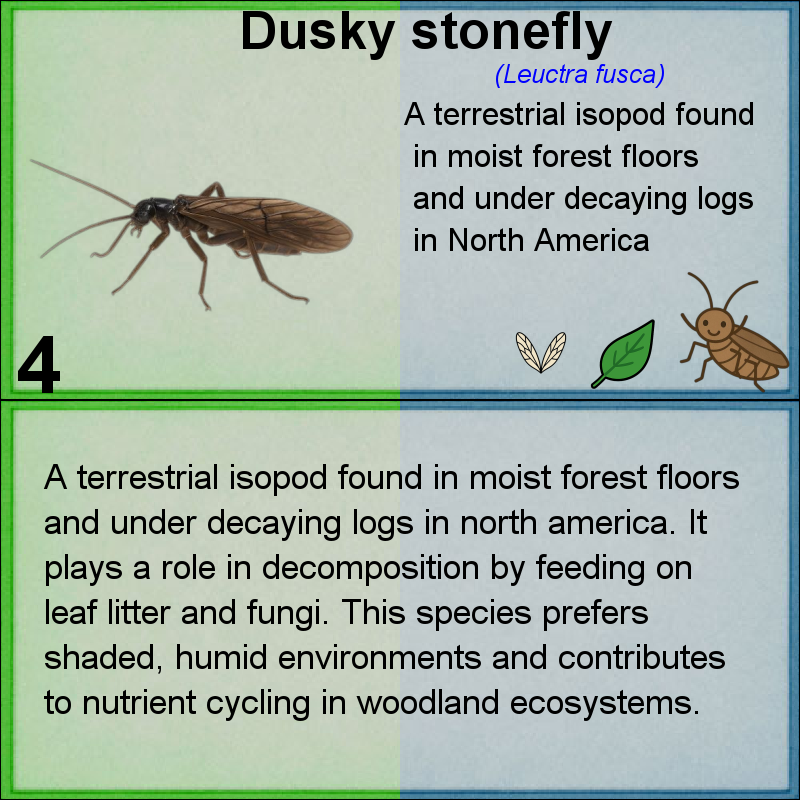 Dusky stonefly
(Leuctra fusca)
A terrestrial isopod found
in moist forest floors
and under decaying logs
in North America
4
A terrestrial isopod found in moist forest floors
and under decaying logs in north america. It
plays a role in decomposition by feeding on
leaf litter and fungi. This species prefers
shaded, humid environments and contributes
to nutrient cycling in woodland ecosystems.